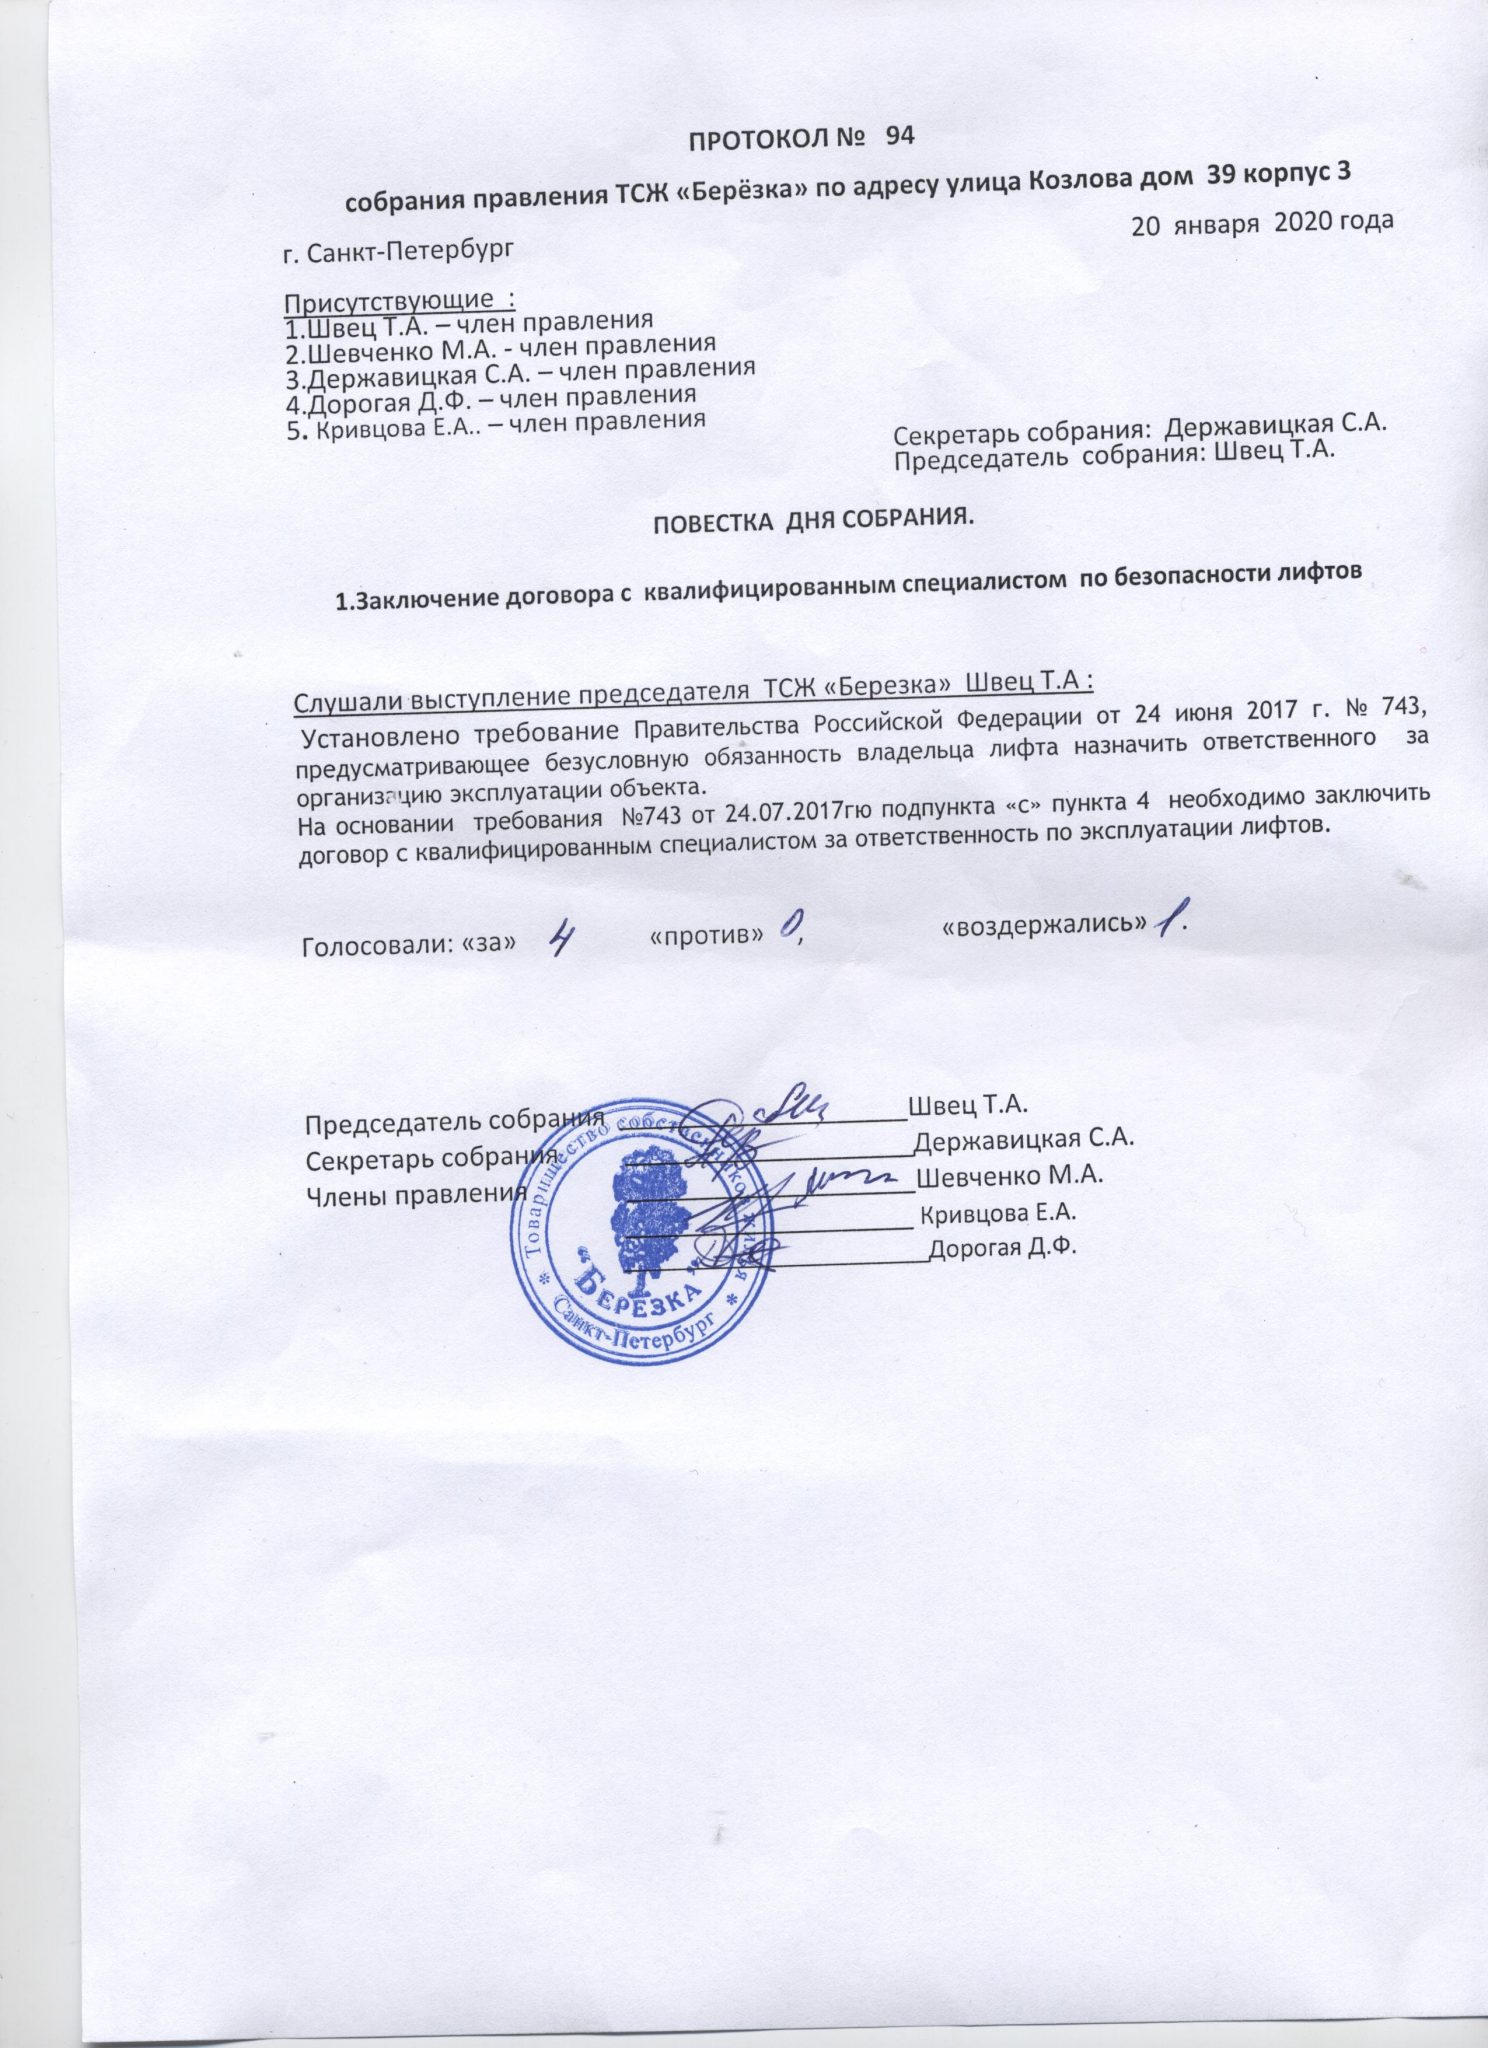 ПРОТОКОЛ № 94
собрания правления ТСЖ «Берёзка» по адресу улица Козлова дом 39 корпус 3
20 января 2020 года
г. Санкт-Петербург
Присутствующие :
1.Швец Т.А. – член правления
2.Шевченко М.А. - член правления
3.Державицкая С.А. – член правления
4.Дорогая Д.Ф. – член правления
5. Кривцова Е.А.. – член правления
Секретарь собрания: Державицкая С.А.
Председатель собрания: Швец Т.А.
ПОВЕСТКА ДНЯ СОБРАНИЯ.
1.Заключение договора с квалифицированным специалистом по безопасности лифтов
Слушали выступление председателя ТСЖ «Березка» Швец Т.А :
Установлено требование Правительства Российской Федерации от 24 июня 2017 г. № 743,
предусматривающее безусловную обязанность владельца лифта назначить ответственного за
организацию эксплуатации объекта.
На основании требования №743 от 24.07.2017гю подпункта «с» пункта 4 необходимо заключить
договор с квалифицированным специалистом за ответственность по эксплуатации лифтов.
Голосовали: «за» 4 «против» 0, «воздержались» 1.
Председатель собрания Швец Т.А.
Секретарь собрания Державицкая С.А.
Члены правления Шевченко М.А.
Кривцова Е.А.
Дорогая Д.Ф.
Товарищество собственников жилья
"БЕРЁЗКА"
* Санкт-Петербург *